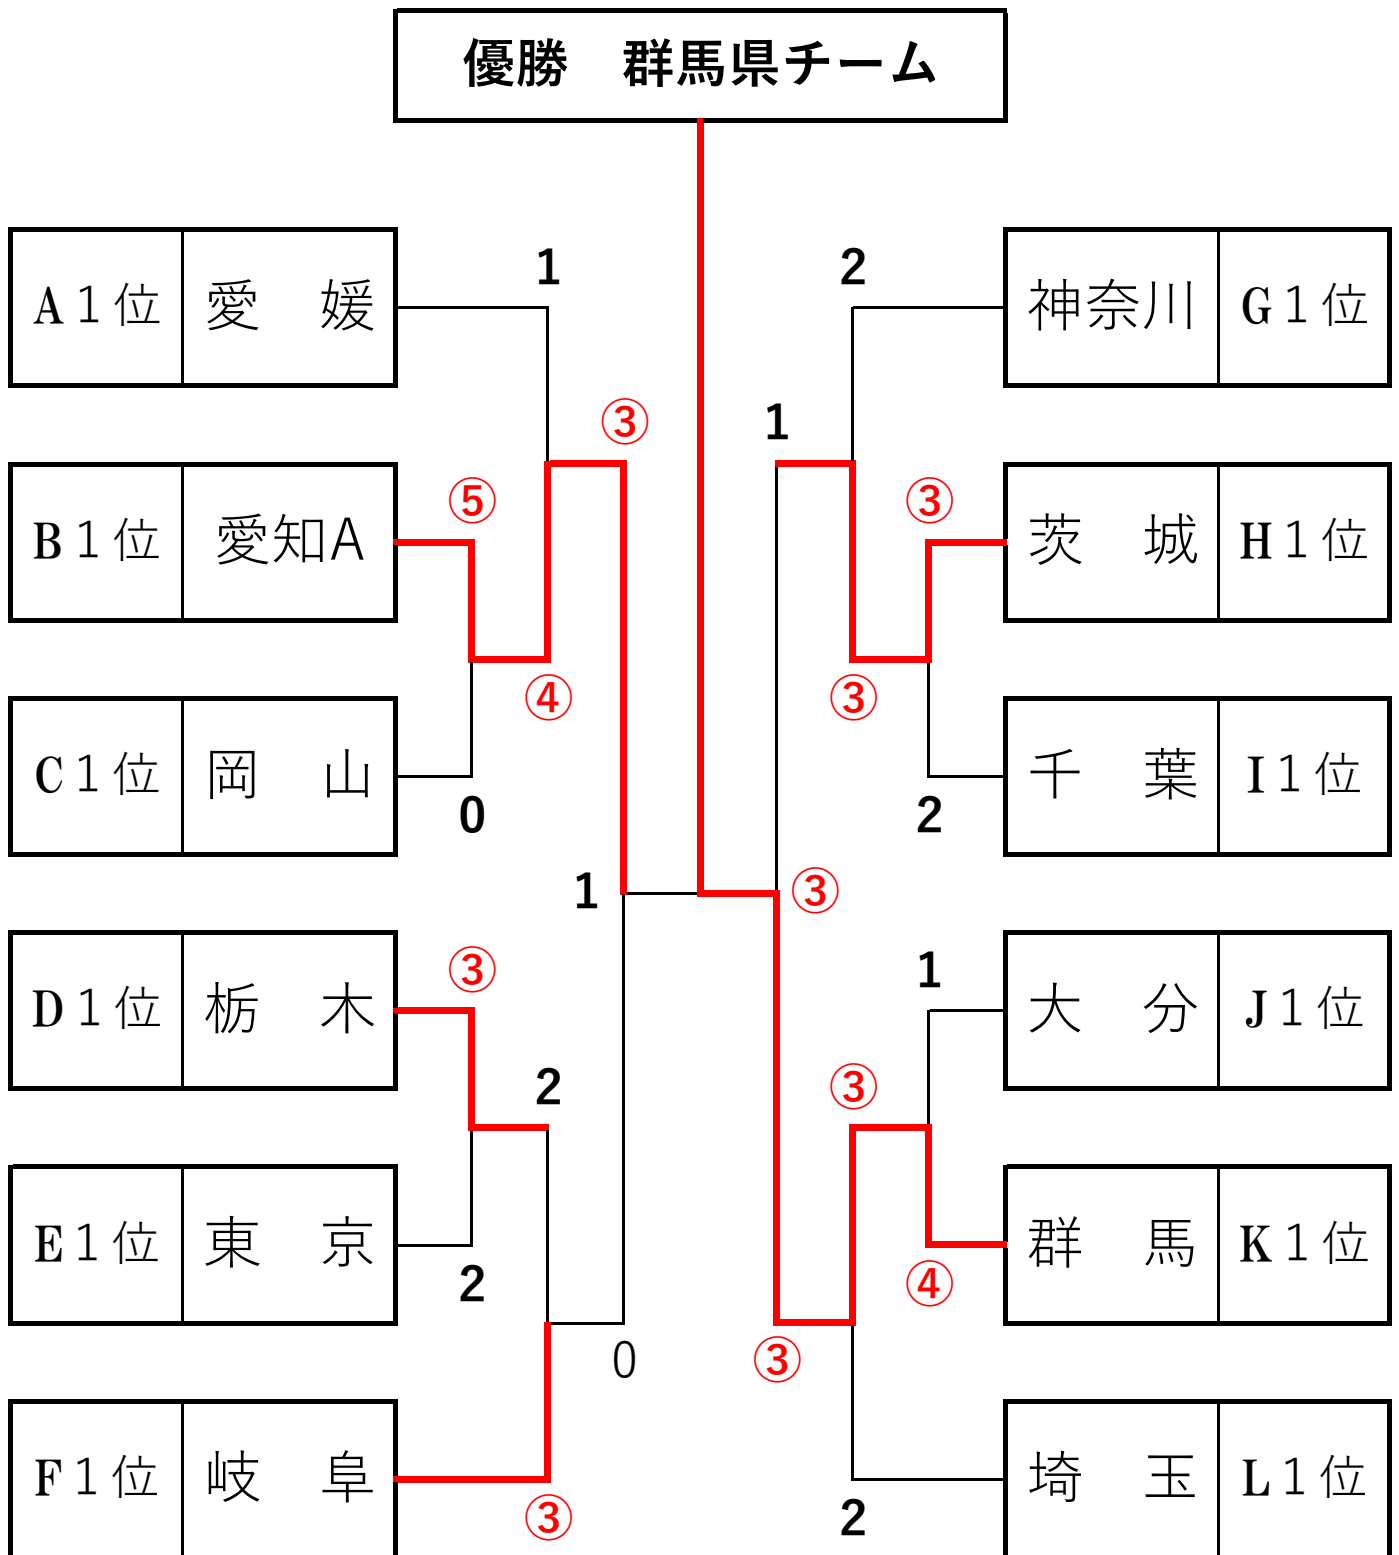 優勝　群馬県チーム
1 2
A１位 愛　媛 神奈川 G１位
③ 1
⑤ ③
B１位 愛知A 茨　城 H１位
④ ③
C１位 岡　山 千　葉 I１位
0 2
1 ③
③ 1
D１位 栃　木 大　分 J１位
2 ③
E１位 東　京 群　馬 K１位
2 ④
0 ③
F１位 岐　阜 埼　玉 L１位
③ 2